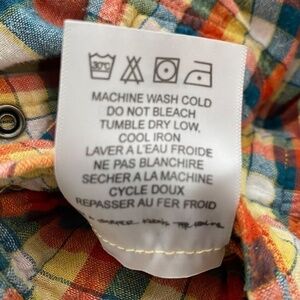 30°C
MACHINE WASH COLD
DO NOT BLEACH
TUMBLE DRY LOW,
COOL IRON
LAVER A L'EAU FROIDE
NE PAS BLANCHIRE
SECHER A LA MACHINE
CYCLE DOUX
REPASSER AU FER FROID